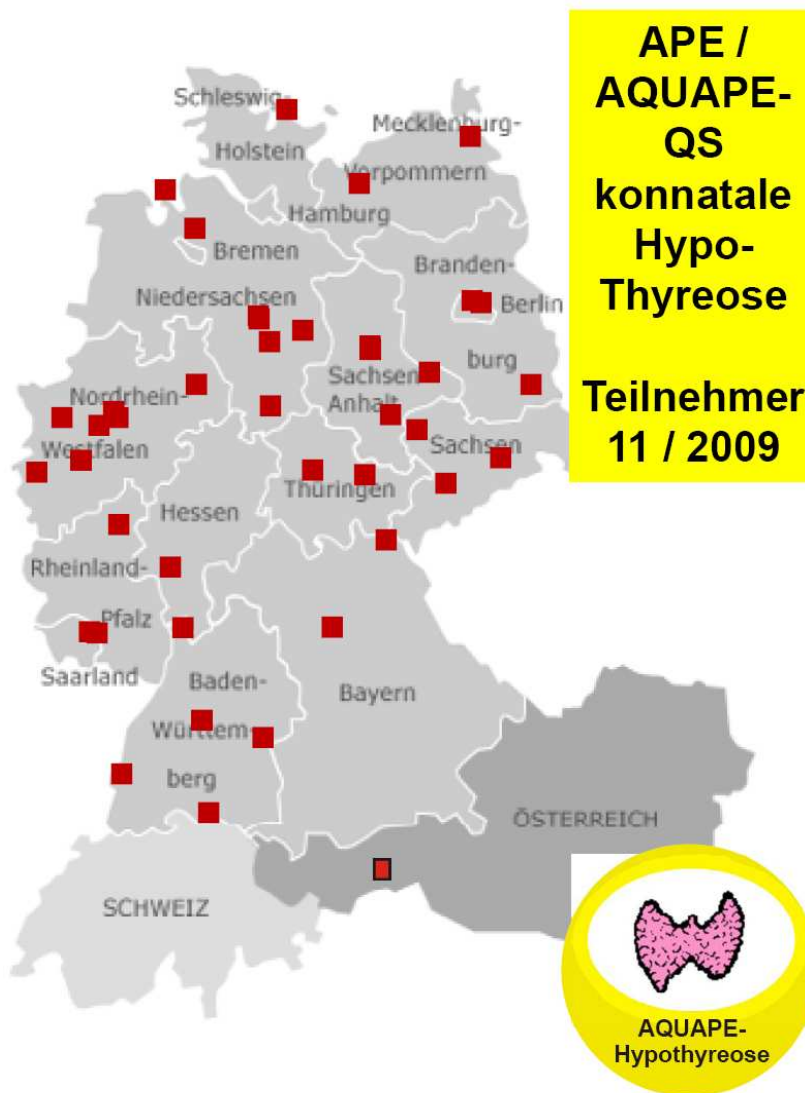 APE /
AQUAPE-
QS
konnatale
Hypo-
Thyreose
Teilnehmer
11 / 2009
Schleswig-
Holstein
Mecklenburg-
Vorpommern
Hamburg
Bremen
Branden-
Berlin
burg
Niedersachsen
Sachsen
Anhalt
Nordrhein-
Westfalen
Sachsen
Thüringen
Hessen
Rheinland-
Pfalz
Saarland
Baden-
Württem-
berg
Bayern
ÖSTERREICH
SCHWEIZ
AQUAPE-
Hypothyreose